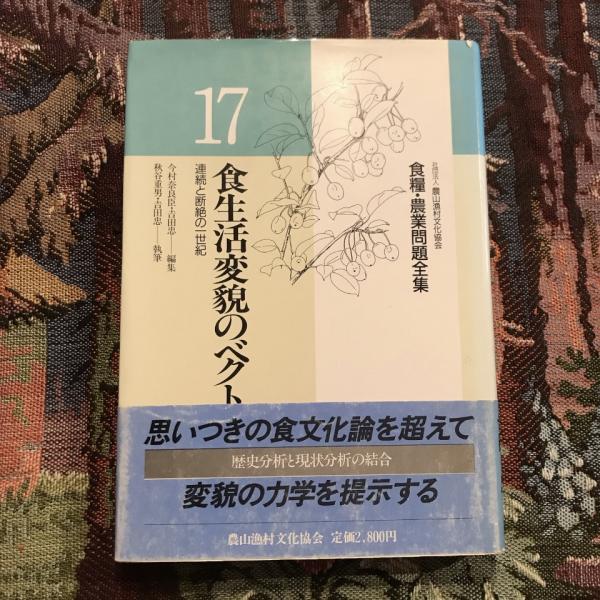 社団法人 農山漁村文化協会
食糧・農業問題全集
17
食生活変貌のベクト
連続と断絶の一世紀
今村奈良臣・吉田忠――編集
秋谷重男・吉田忠――執筆
思いつきの食文化論を超えて
歴史分析と現状分析の結合
変貌の力学を提示する
農山漁村文化協会 定価2,800円